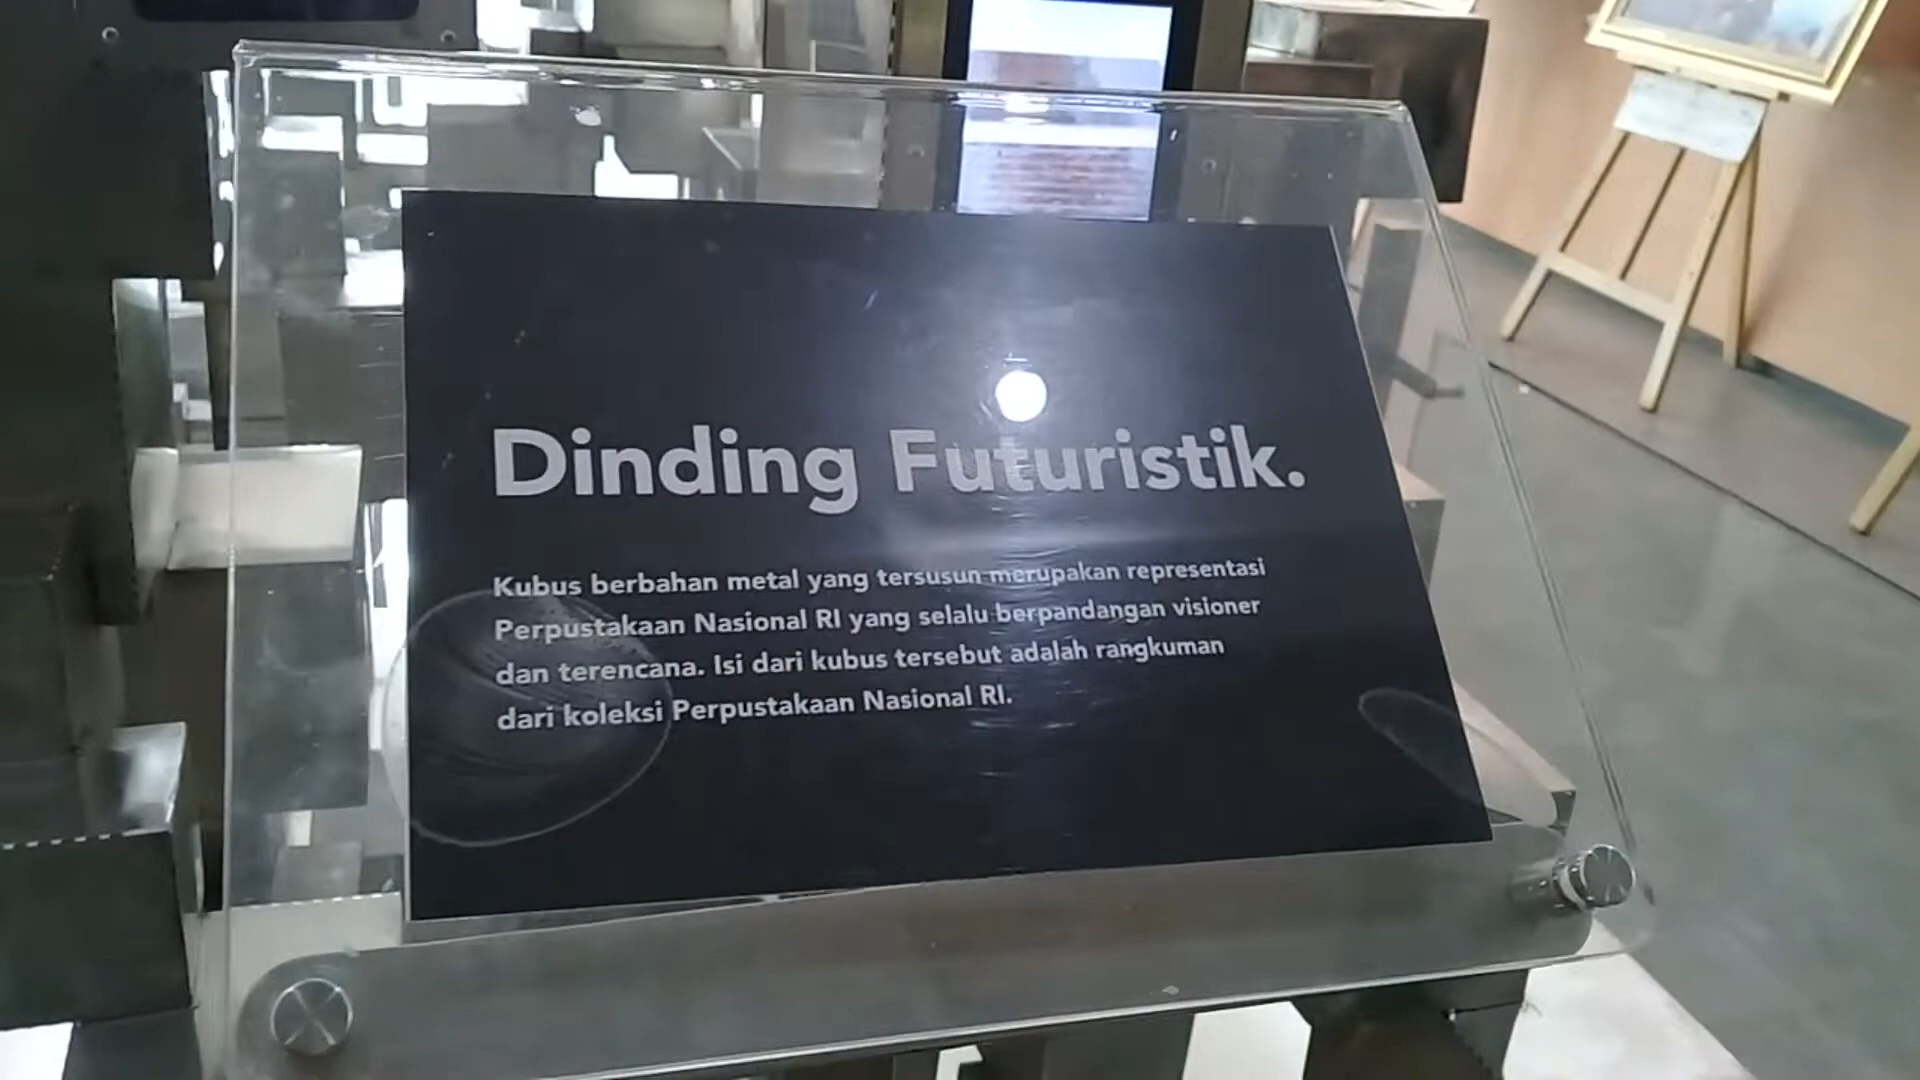 Dinding Futuristik.
Kubus berbahan metal yang tersusun merupakan representasi
Perpustakaan Nasional RI yang selalu berpandangan visioner
dan terencana. Isi dari kubus tersebut adalah rangkuman
dari koleksi Perpustakaan Nasional RI.